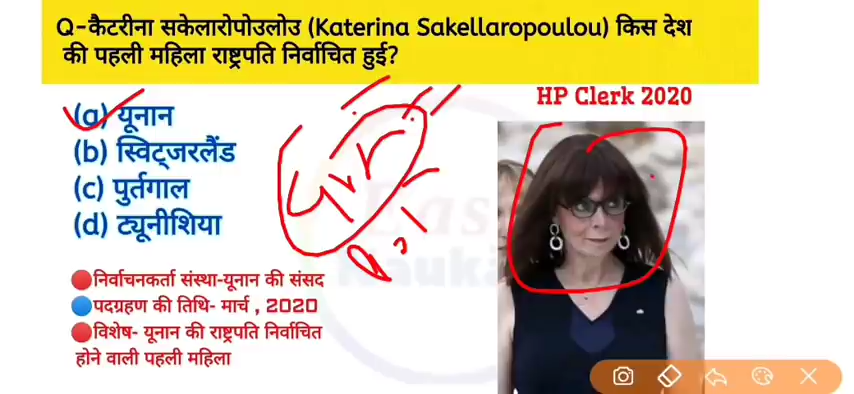 Q-कैटरीना सकेलारोपोउलोउ (Katerina Sakellaropoulou) किस देश
की पहली महिला राष्ट्रपति निर्वाचित हुई?
HP Clerk 2020
(a) यूनान
(b) स्विट्जरलैंड
(c) पुर्तगाल
(d) ट्यूनीशिया
निर्वाचनकर्ता संस्था-यूनान की संसद
पदग्रहण की तिथि- मार्च , 2020
विशेष- यूनान की राष्ट्रपति निर्वाचित
होने वाली पहली महिला